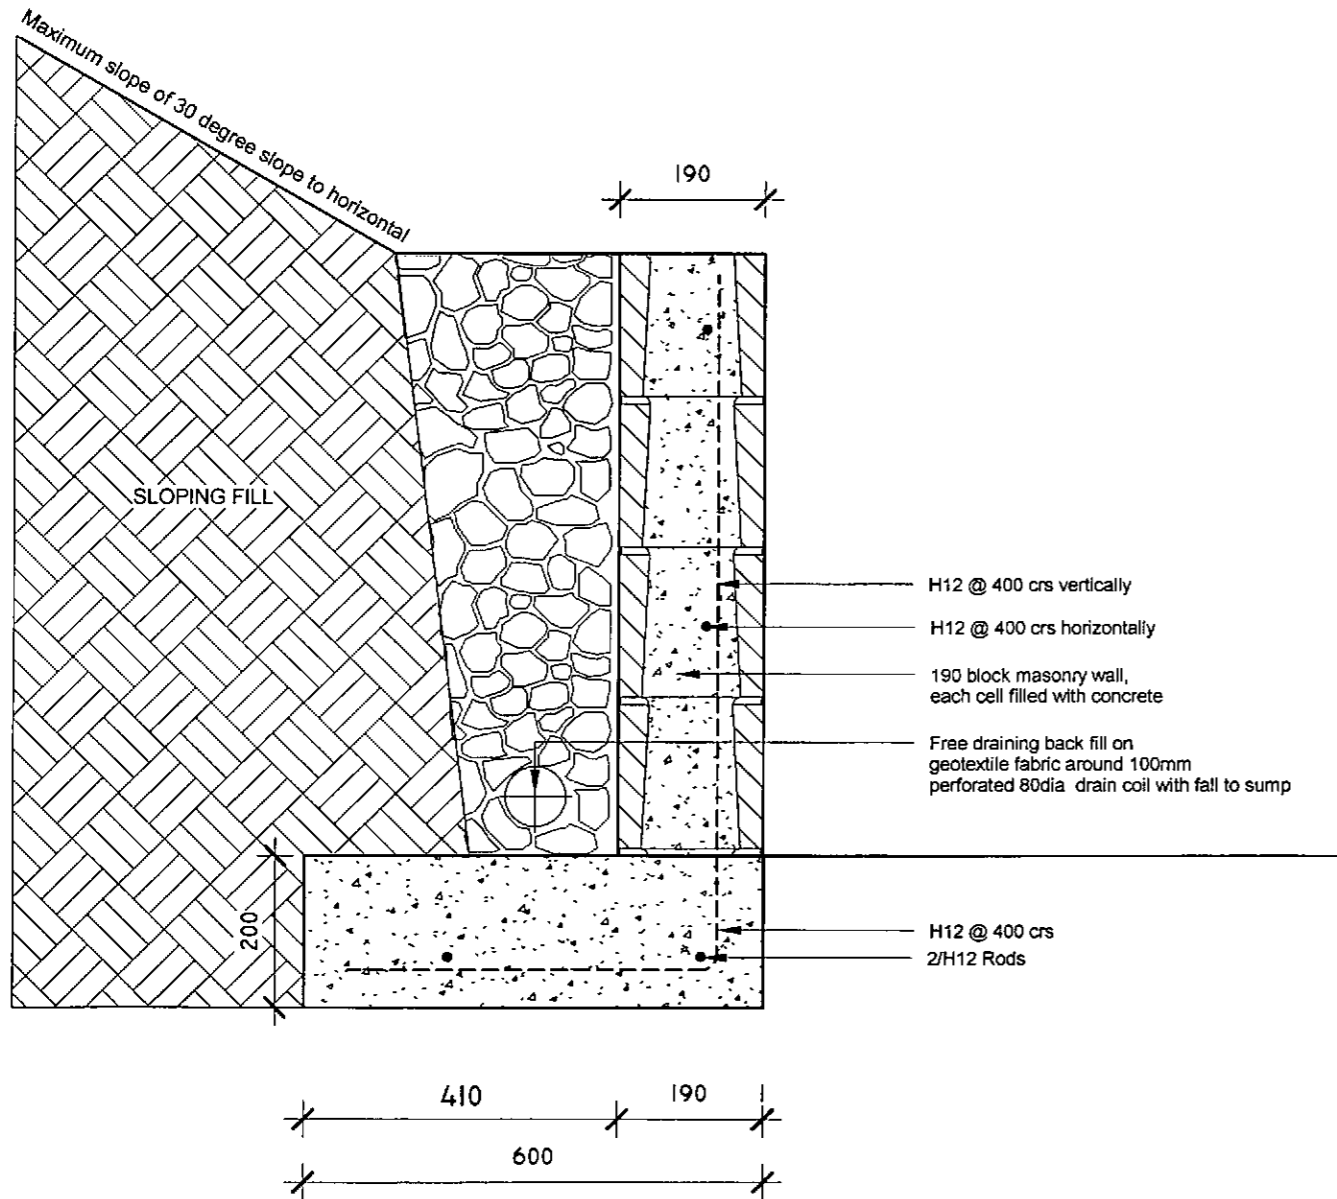 Maximum slope of 30 degree slope to horizontal
190
SLOPING FILL
H12 @ 400 crs vertically
H12 @ 400 crs horizontally
190 block masonry wall,
each cell filled with concrete
Free draining back fill on
geotextile fabric around 100mm
perforated 80dia drain coil with fall to sump
200
H12 @ 400 crs
2/H12 Rods
410
190
600